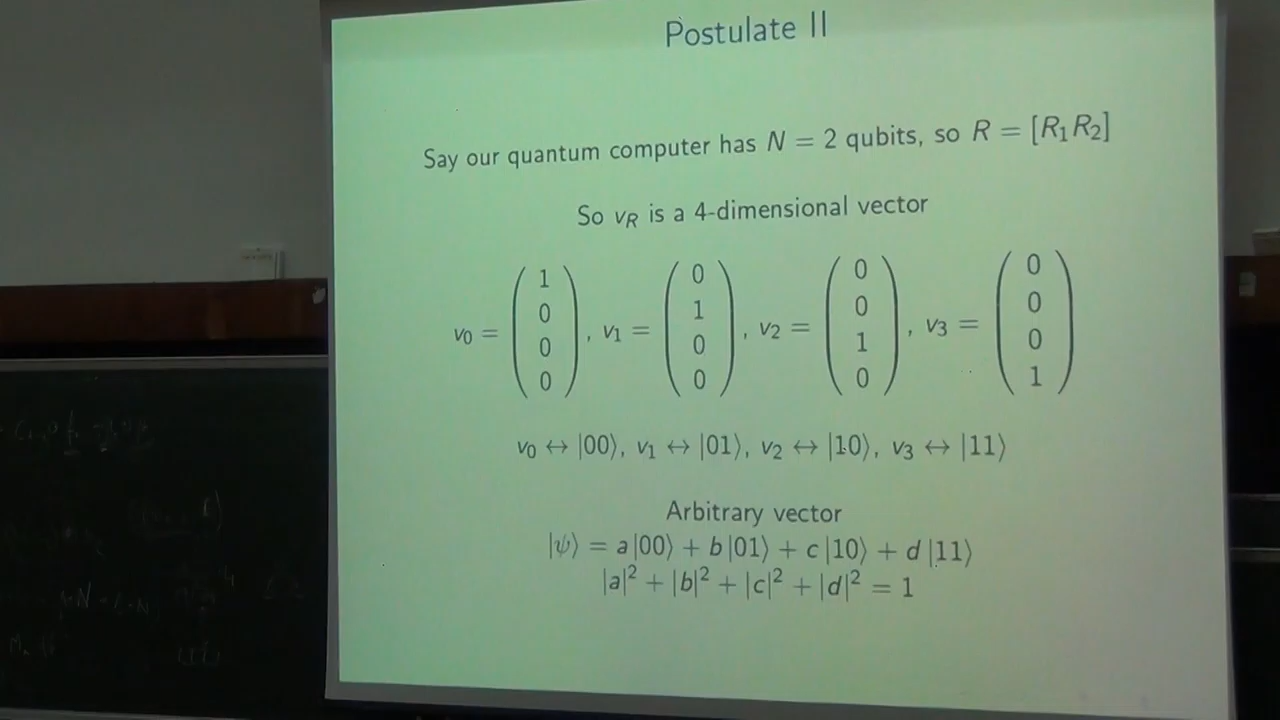 Postulate II
Say our quantum computer has N = 2 qubits, so R = [R₁R₂]
So v_R is a 4-dimensional vector
v₀ = (1 0 0 0), v₁ = (0 1 0 0), v₂ = (0 0 1 0), v₃ = (0 0 0 1)
v₀ ↔ |00⟩, v₁ ↔ |01⟩, v₂ ↔ |10⟩, v₃ ↔ |11⟩
Arbitrary vector
|ψ⟩ = a|00⟩ + b|01⟩ + c|10⟩ + d|11⟩
|a|² + |b|² + |c|² + |d|² = 1